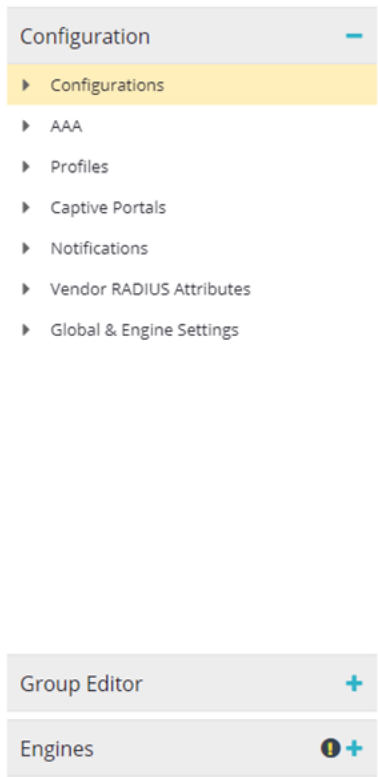 Configuration
Configurations
AAA
Profiles
Captive Portals
Notifications
Vendor RADIUS Attributes
Global & Engine Settings
Group Editor
Engines